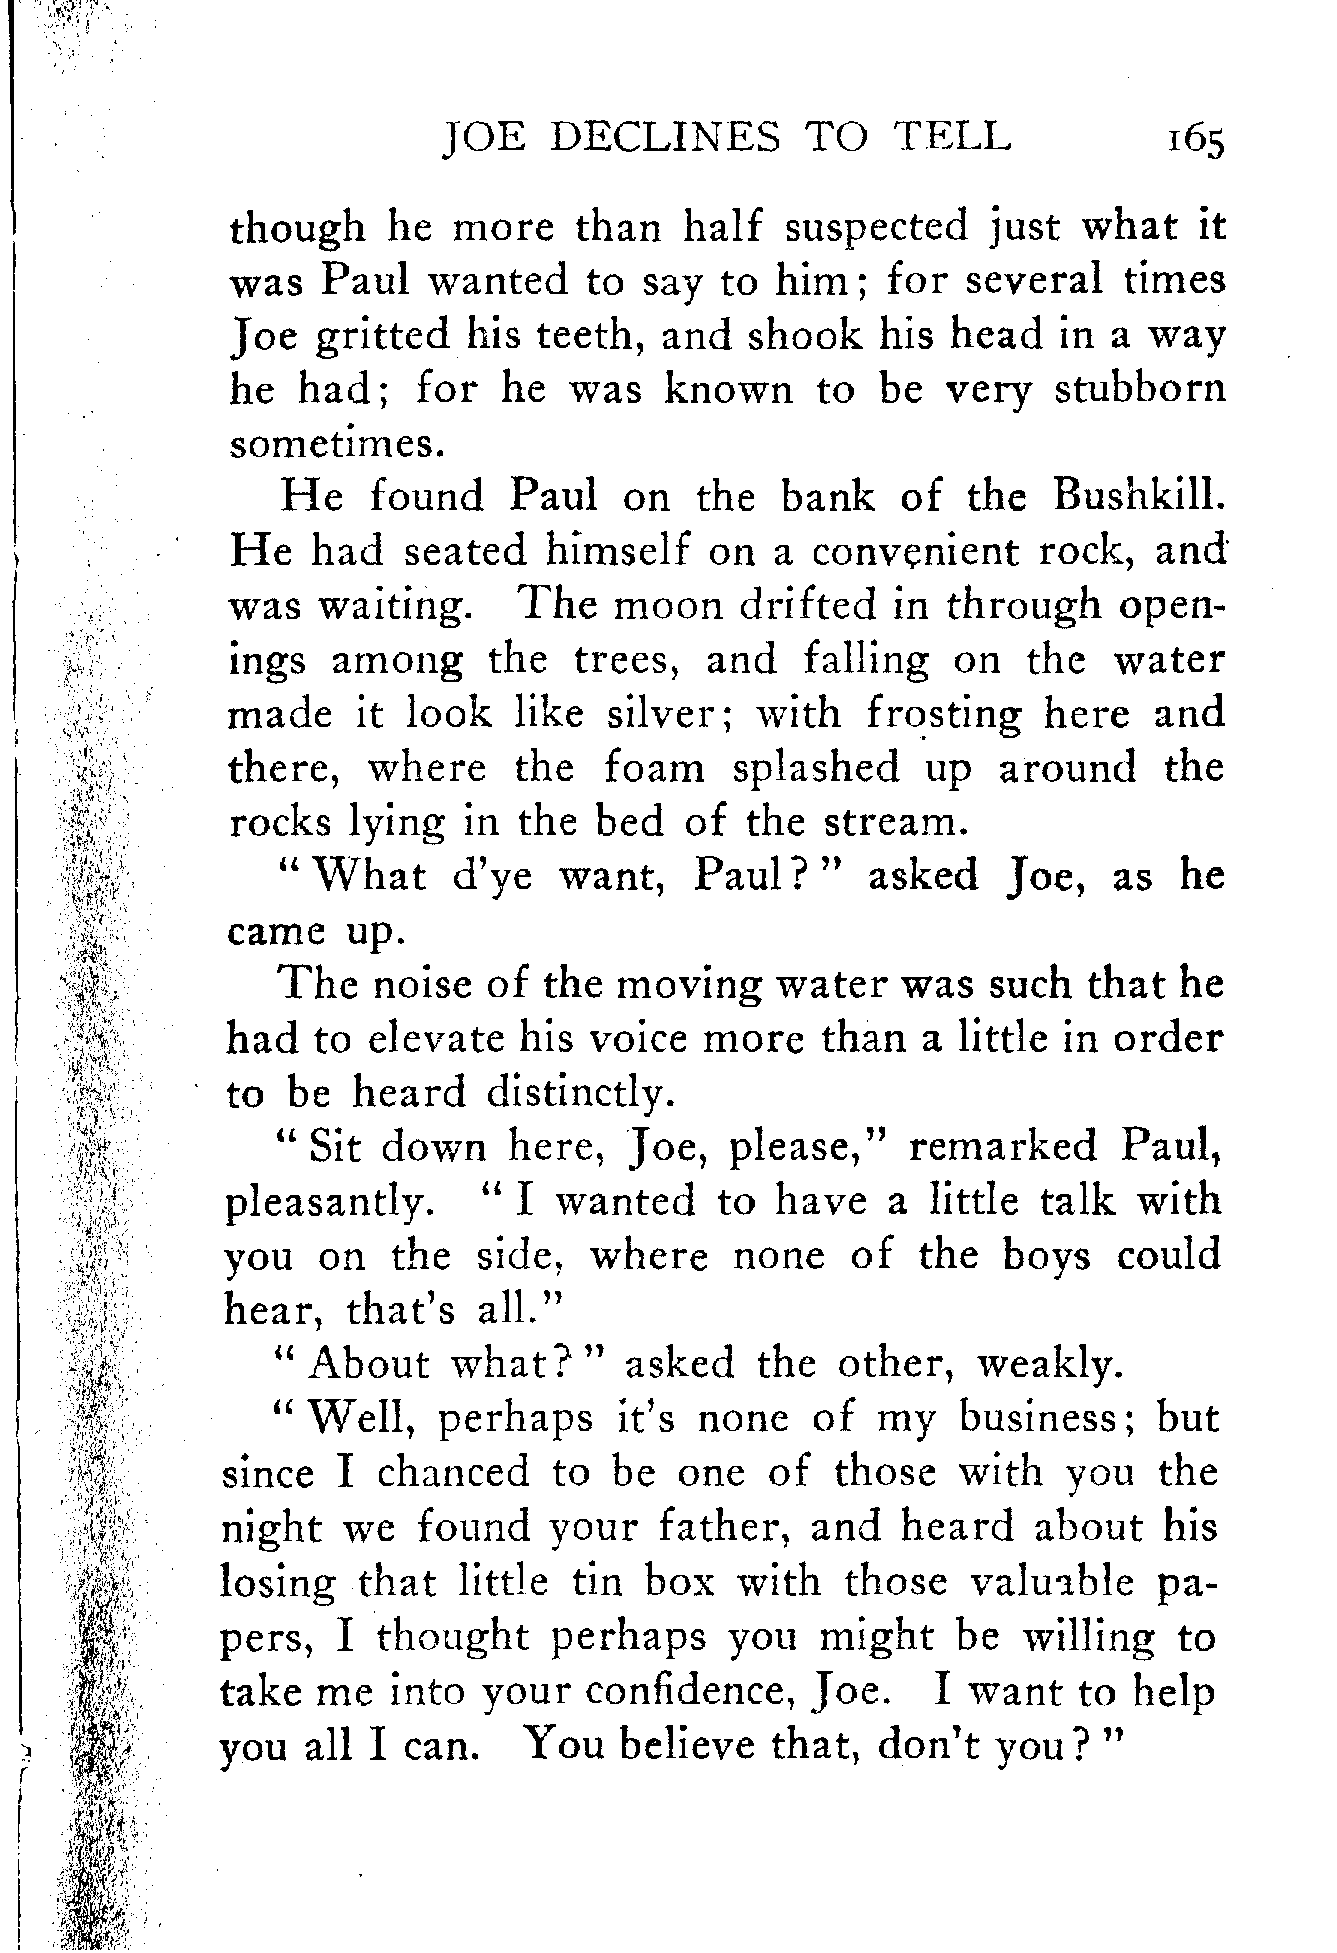 JOE DECLINES TO TELL 165
though he more than half suspected just what it
was Paul wanted to say to him; for several times
Joe gritted his teeth, and shook his head in a way
he had; for he was known to be very stubborn
sometimes.
He found Paul on the bank of the Bushkill.
He had seated himself on a convenient rock, and
was waiting. The moon drifted in through open-
ings among the trees, and falling on the water
made it look like silver; with frosting here and
there, where the foam splashed up around the
rocks lying in the bed of the stream.
"What d'ye want, Paul?" asked Joe, as he
came up.
The noise of the moving water was such that he
had to elevate his voice more than a little in order
to be heard distinctly.
"Sit down here, Joe, please," remarked Paul,
pleasantly. "I wanted to have a little talk with
you on the side, where none of the boys could
hear, that's all."
"About what?" asked the other, weakly.
"Well, perhaps it's none of my business; but
since I chanced to be one of those with you the
night we found your father, and heard about his
losing that little tin box with those valuable pa-
pers, I thought perhaps you might be willing to
take me into your confidence, Joe. I want to help
you all I can. You believe that, don't you?"